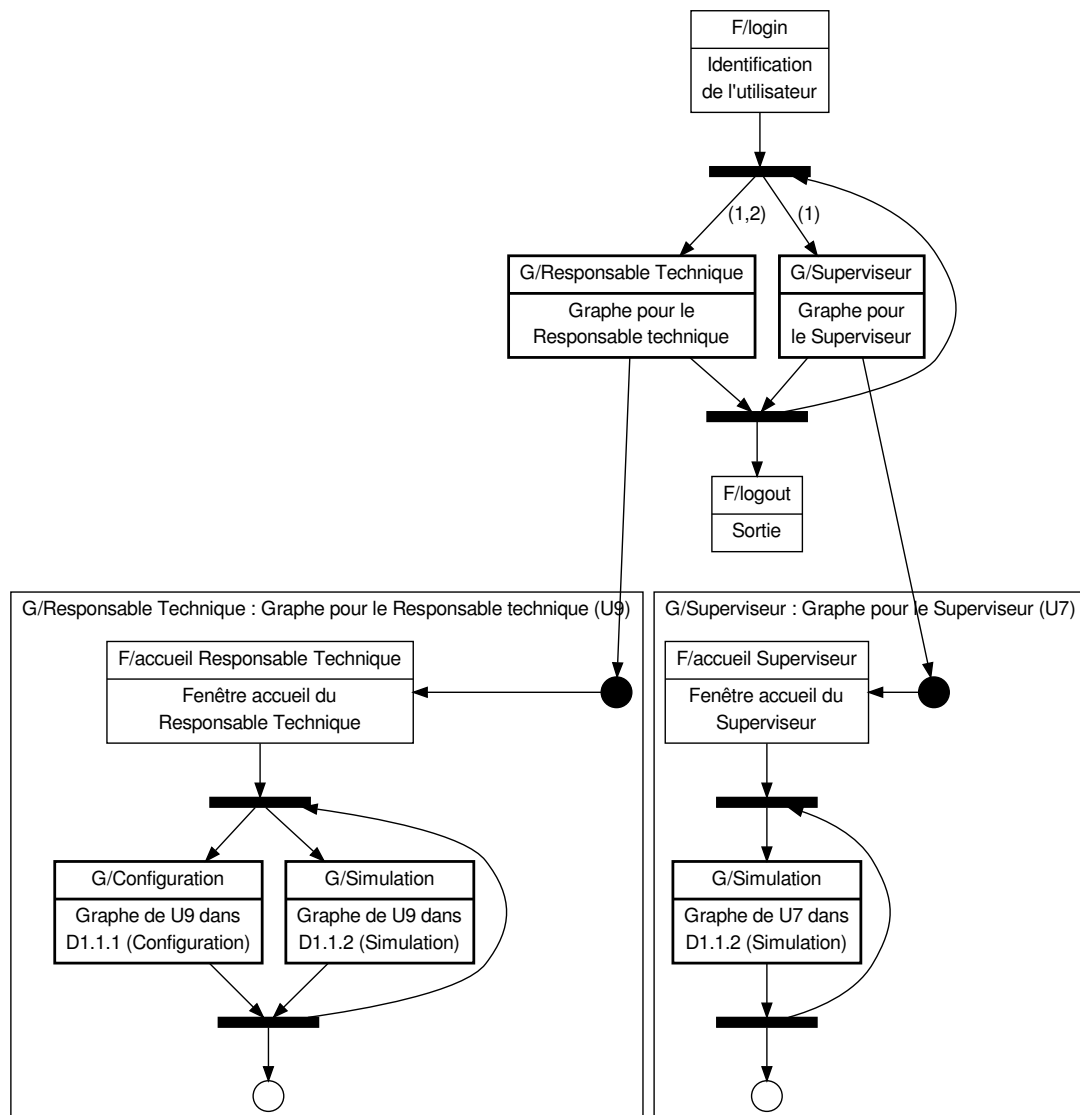 F/login
Identification
de l'utilisateur
(1,2)
(1)
G/Responsable Technique
Graphe pour le
Responsable technique
G/Superviseur
Graphe pour
le Superviseur
F/logout
Sortie
G/Responsable Technique : Graphe pour le Responsable technique (U9)
F/accueil Responsable Technique
Fenêtre accueil du
Responsable Technique
G/Configuration
Graphe de U9 dans
D1.1.1 (Configuration)
G/Simulation
Graphe de U9 dans
D1.1.2 (Simulation)
G/Superviseur : Graphe pour le Superviseur (U7)
F/accueil Superviseur
Fenêtre accueil du
Superviseur
G/Simulation
Graphe de U7 dans
D1.1.2 (Simulation)